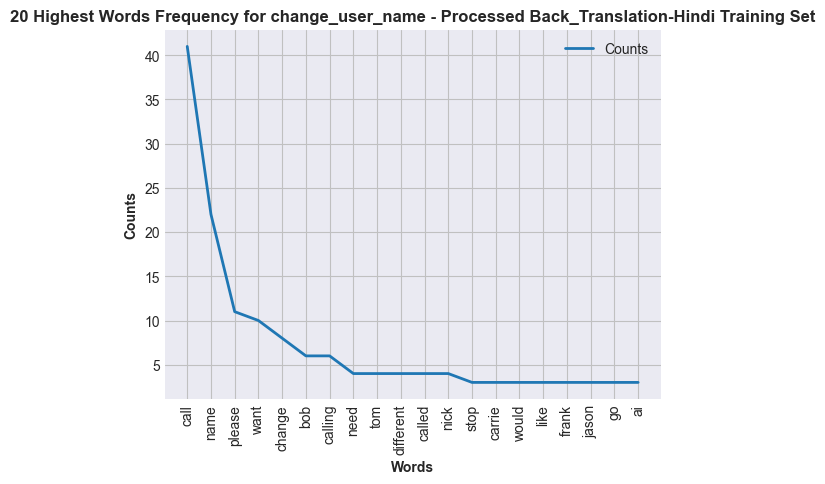 20 Highest Words Frequency for change_user_name - Processed Back_Translation-Hindi Training Set
Counts
40
35
30
25
20
15
10
5
Counts
call
name
please
want
change
bob
calling
need
tom
different
called
nick
stop
carrie
would
like
frank
jason
go
ai
Words